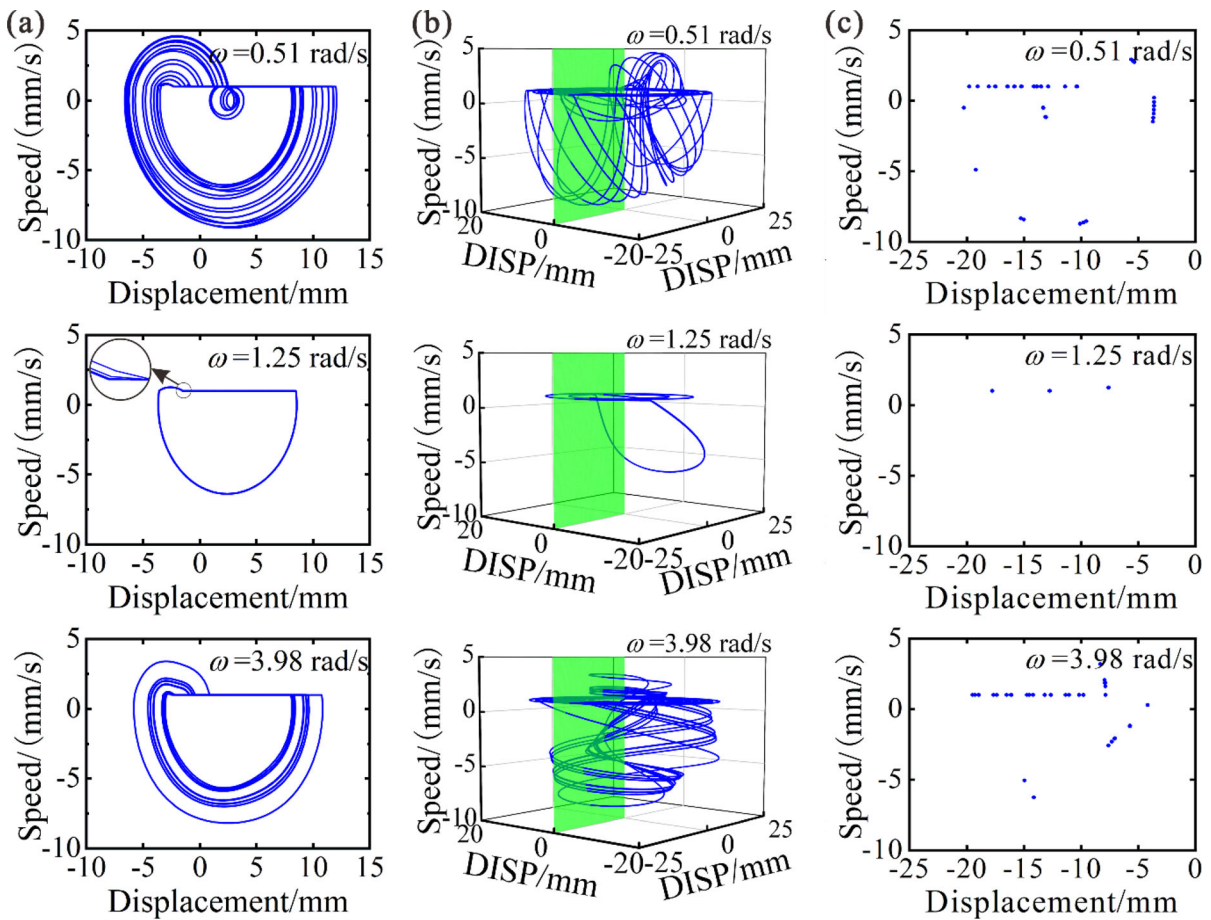 (a)
ω=0.51 rad/s
Speed/(mm/s)
5
0
-5
-10
-10 -5 0 5 10 15
Displacement/mm
(b)
ω=0.51 rad/s
Speed/(mm/s)
5
0
-5
-10
20 0 -20 -25 0 25
DISP/mm DISP/mm
(c)
ω=0.51 rad/s
Speed/(mm/s)
5
0
-5
-10
-25 -20 -15 -10 -5 0
Displacement/mm
ω=1.25 rad/s
Speed/(mm/s)
5
0
-5
-10
-10 -5 0 5 10 15
Displacement/mm
ω=1.25 rad/s
Speed/(mm/s)
5
0
-5
-10
20 0 -20 -25 0 25
DISP/mm DISP/mm
ω=1.25 rad/s
Speed/(mm/s)
5
0
-5
-10
-25 -20 -15 -10 -5 0
Displacement/mm
ω=3.98 rad/s
Speed/(mm/s)
5
0
-5
-10
-10 -5 0 5 10 15
Displacement/mm
ω=3.98 rad/s
Speed/(mm/s)
5
0
-5
-10
20 0 -20 -25 0 25
DISP/mm DISP/mm
ω=3.98 rad/s
Speed/(mm/s)
5
0
-5
-10
-25 -20 -15 -10 -5 0
Displacement/mm